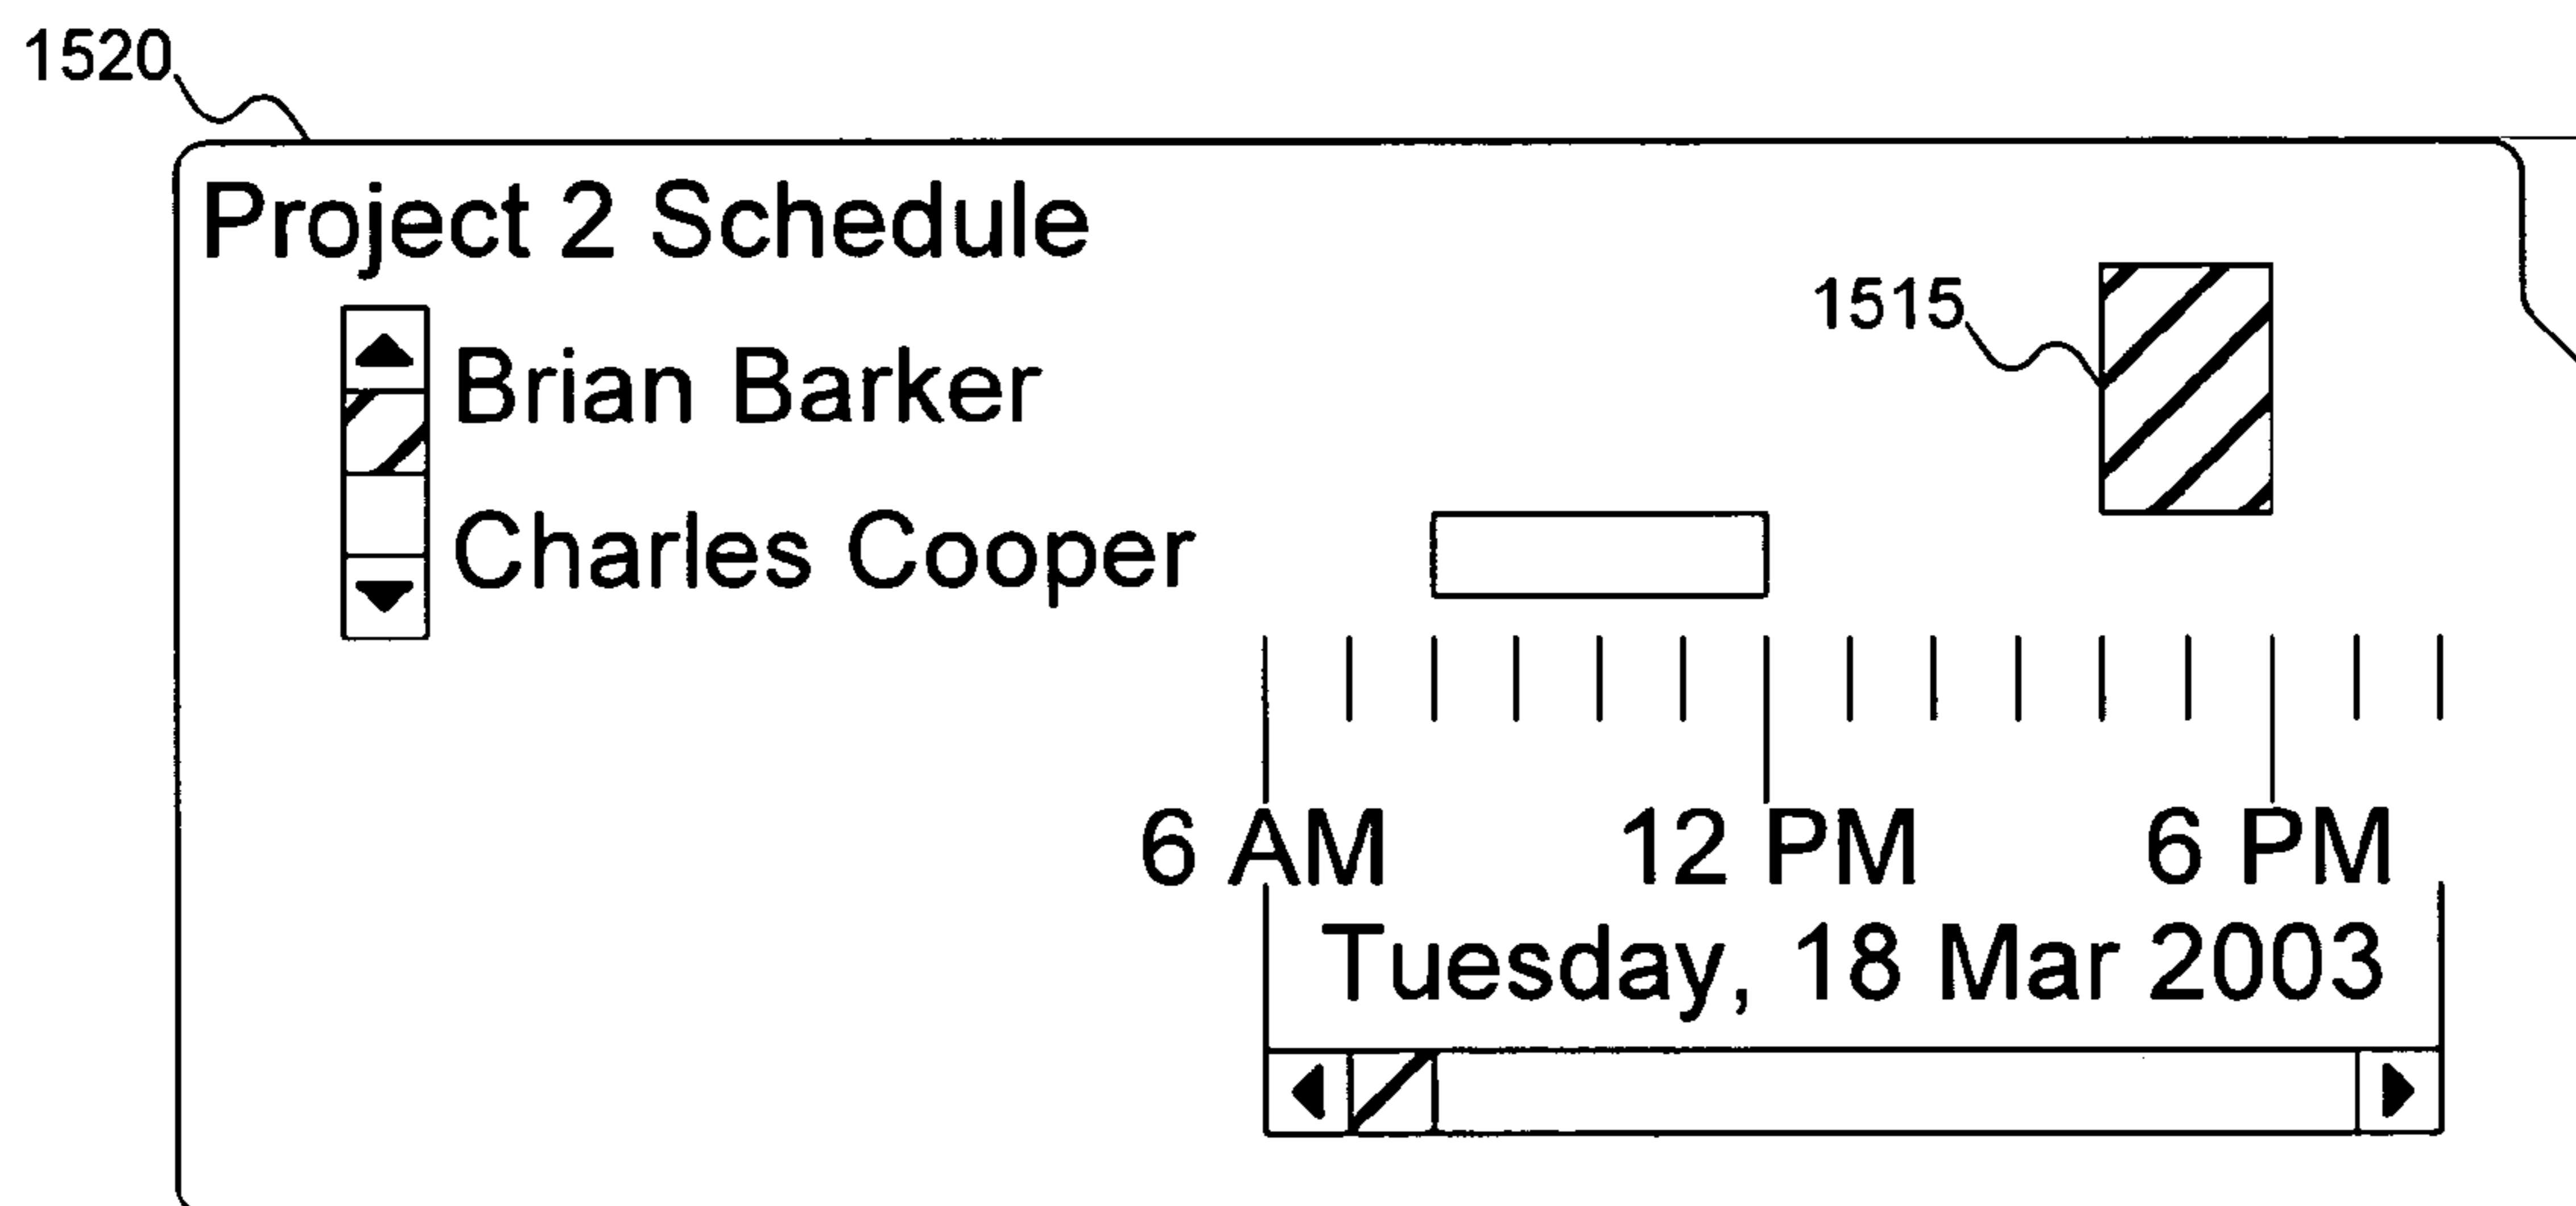 1520
Project 2 Schedule
1515
Brian Barker
Charles Cooper
6 AM 12 PM 6 PM
Tuesday, 18 Mar 2003